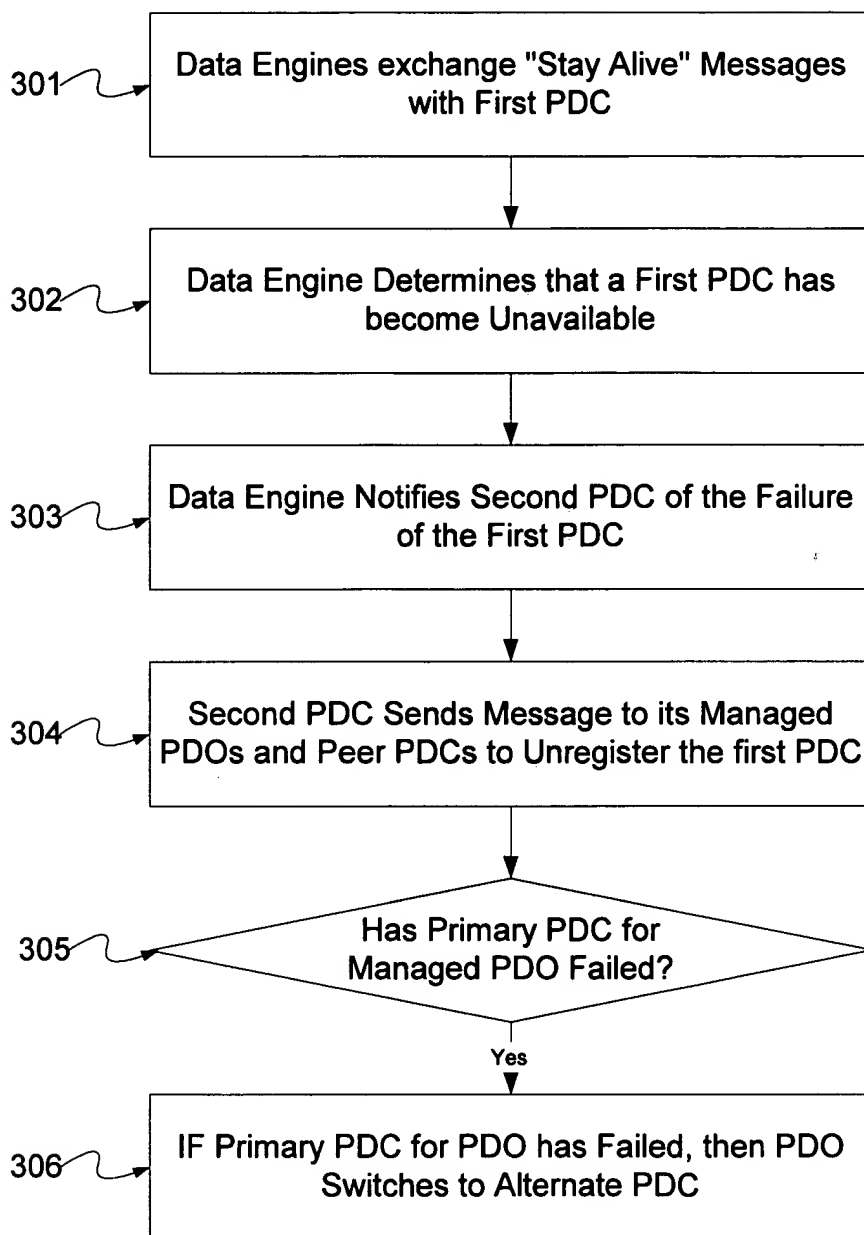 301
Data Engines exchange "Stay Alive" Messages
with First PDC
302
Data Engine Determines that a First PDC has
become Unavailable
303
Data Engine Notifies Second PDC of the Failure
of the First PDC
304
Second PDC Sends Message to its Managed
PDOs and Peer PDCs to Unregister the first PDC
305
Has Primary PDC for
Managed PDO Failed?
Yes
306
IF Primary PDC for PDO has Failed, then PDO
Switches to Alternate PDC